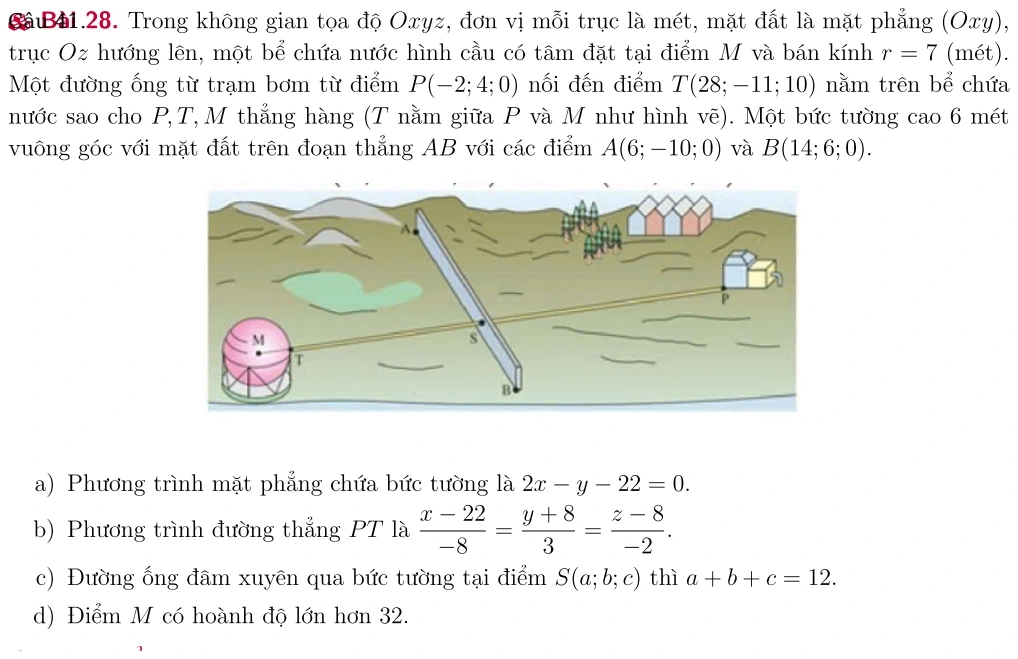 Câu 41.28. Trong không gian tọa độ Oxyz, đơn vị mỗi trục là mét, mặt đất là mặt phẳng (Oxy),
trục Oz hướng lên, một bể chứa nước hình cầu có tâm đặt tại điểm M và bán kính r = 7 (mét).
Một đường ống từ trạm bơm từ điểm P(−2; 4; 0) nối đến điểm T(28; −11; 10) nằm trên bể chứa
nước sao cho P, T, M thẳng hàng (T nằm giữa P và M như hình vẽ). Một bức tường cao 6 mét
vuông góc với mặt đất trên đoạn thẳng AB với các điểm A(6; −10; 0) và B(14; 6; 0).
A
P
M
S
T
B
a) Phương trình mặt phẳng chứa bức tường là 2x − y − 22 = 0.
b) Phương trình đường thẳng PT là (x − 22)/(−8) = (y + 8)/3 = (z − 8)/(−2).
c) Đường ống đâm xuyên qua bức tường tại điểm S(a; b; c) thì a + b + c = 12.
d) Điểm M có hoành độ lớn hơn 32.